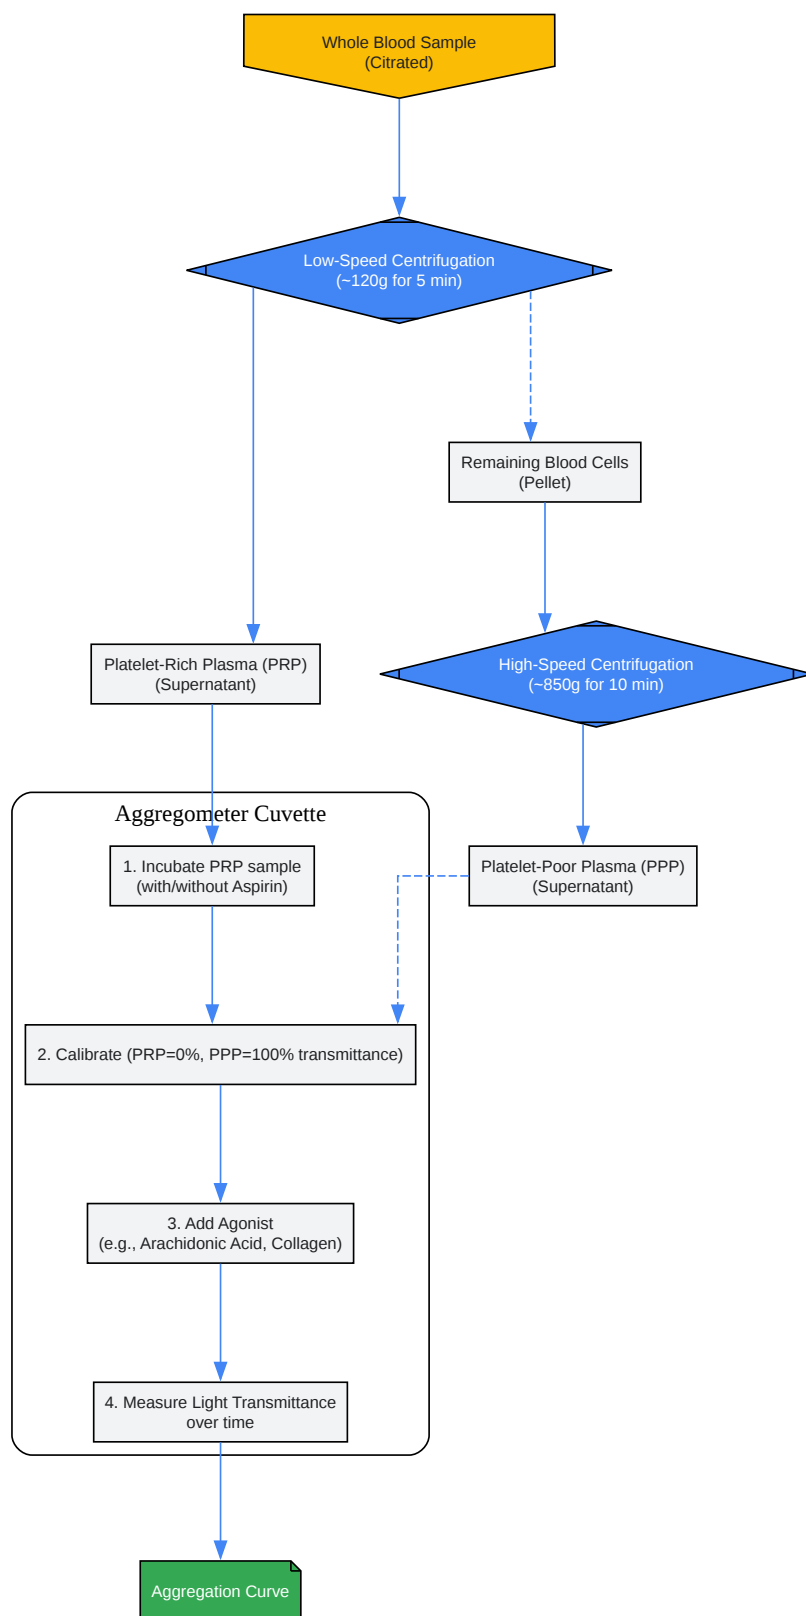 Whole Blood Sample
(Citrated)
Low-Speed Centrifugation
(~120g for 5 min)
Remaining Blood Cells
(Pellet)
Platelet-Rich Plasma (PRP)
(Supernatant)
High-Speed Centrifugation
(~850g for 10 min)
Aggregometer Cuvette
1. Incubate PRP sample
(with/without Aspirin)
Platelet-Poor Plasma (PPP)
(Supernatant)
2. Calibrate (PRP=0%, PPP=100% transmittance)
3. Add Agonist
(e.g., Arachidonic Acid, Collagen)
4. Measure Light Transmittance
over time
Aggregation Curve